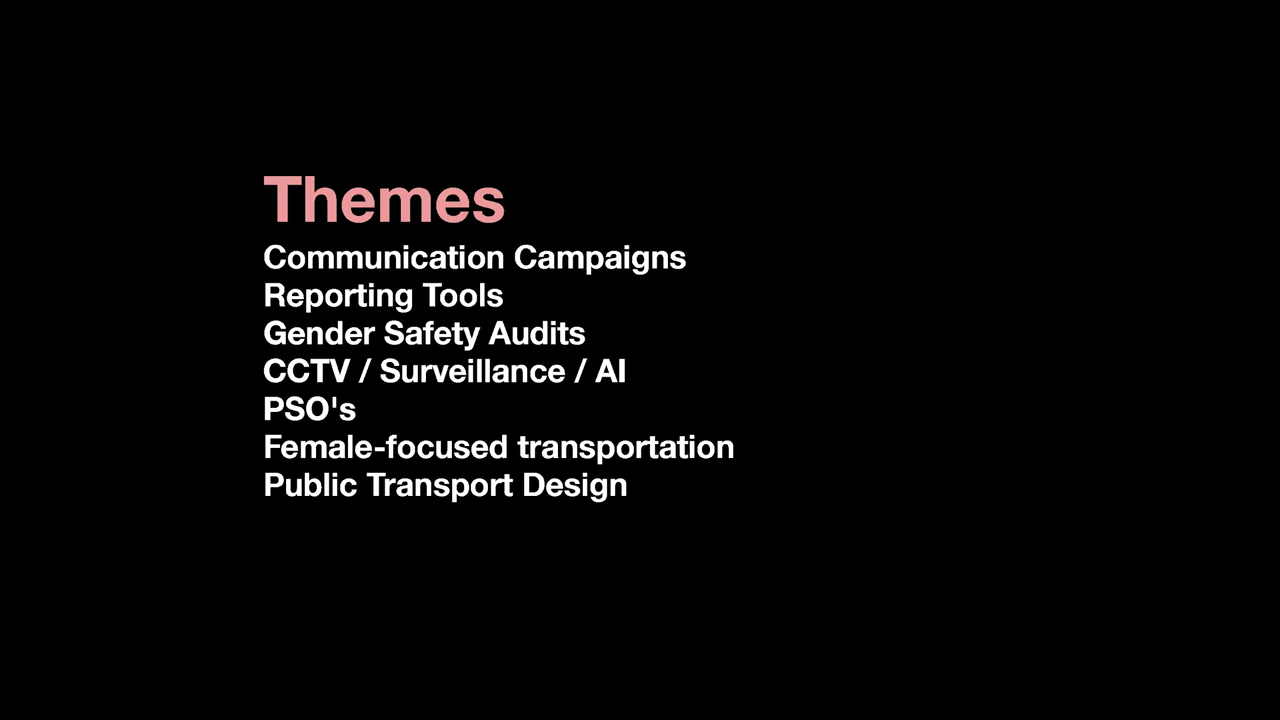 Themes
Communication Campaigns
Reporting Tools
Gender Safety Audits
CCTV / Surveillance / AI
PSO's
Female-focused transportation
Public Transport Design